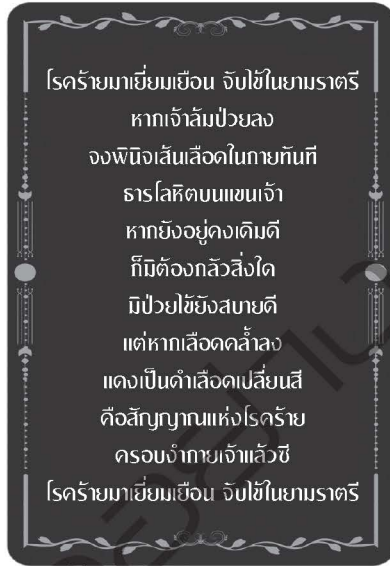 โรคร้ายมาเยี่ยมเยือน จับไข้ในยามราตรี
หากเจ้าล้มป่วยลง
จงพินิจเส้นเลือดในกายทันที
ธารโลหิตบนแขนเจ้า
หากยังอยู่คงเดิมดี
ก็มิต้องกลัวสิ่งใด
มิป่วยไข้ยังสบายดี
แต่หากเลือดคล้ำลง
แดงเป็นดำเลือดเปลี่ยนสี
คือสัญญาณแห่งโรคร้าย
ครอบงำกายเจ้าแล้วซี
โรคร้ายมาเยี่ยมเยือน จับไข้ในยามราตรี